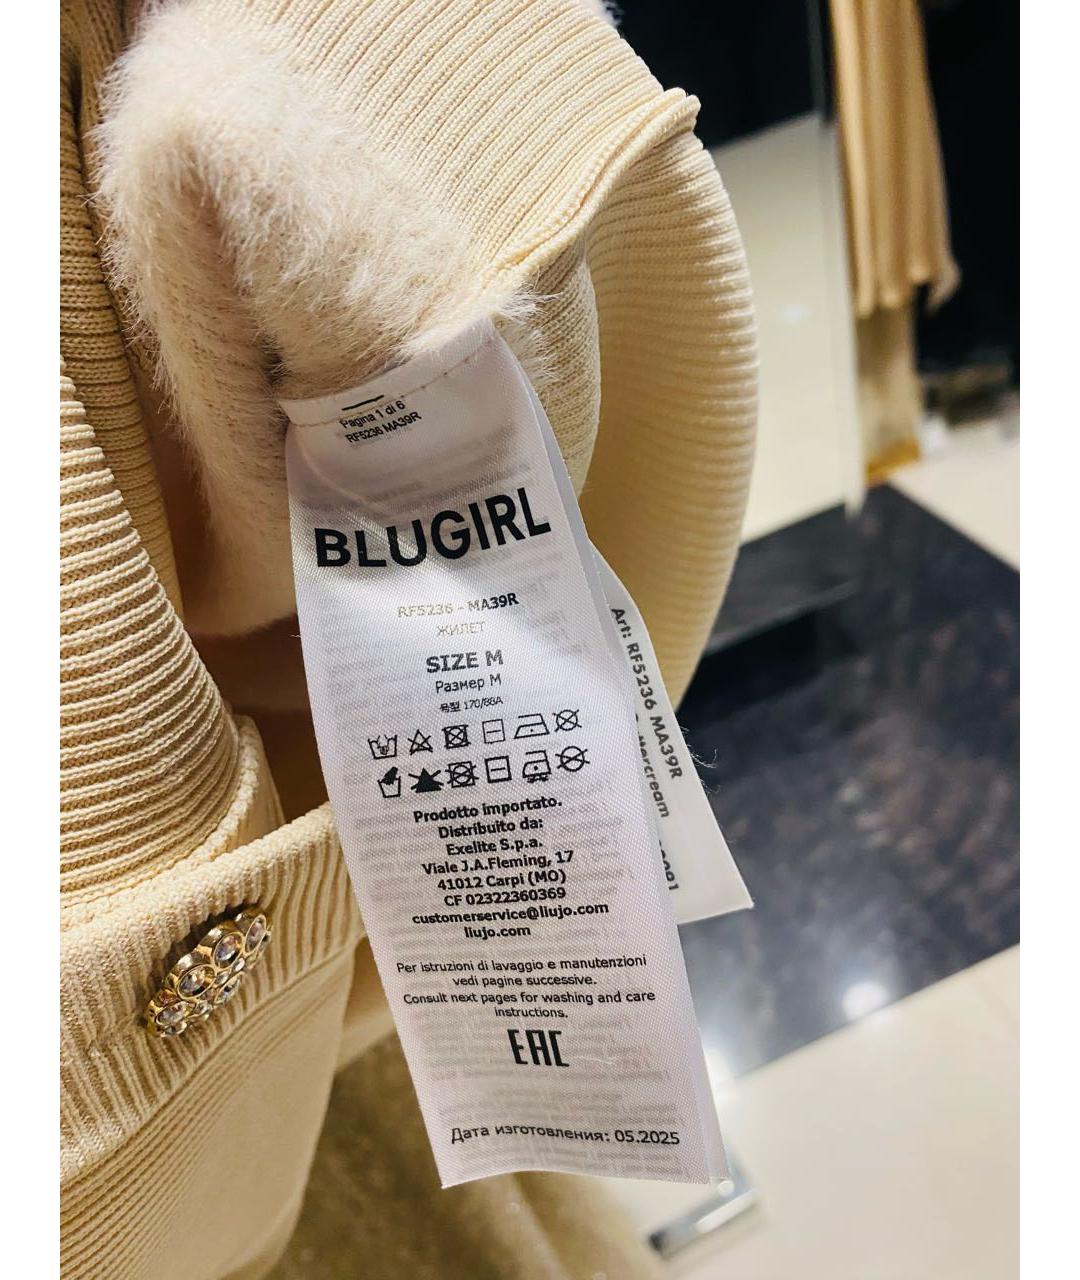 Pagina 1 di 6
RF5236 MA39R
BLUGIRL
RF5236 - MA39R
ЖИЛЕТ
SIZE M
Размер M
号型 170/88A
Prodotto importato.
Distribuito da:
Exelite S.p.a.
Viale J.A.Fleming, 17
41012 Carpi (MO)
CF 02322360369
customerservice@liujo.com
liujo.com
Per istruzioni di lavaggio e manutenzioni
vedi pagine successive.
Consult next pages for washing and care
instructions.
EAC
Дата изготовления: 05.2025
Art: RF5236 MA39R